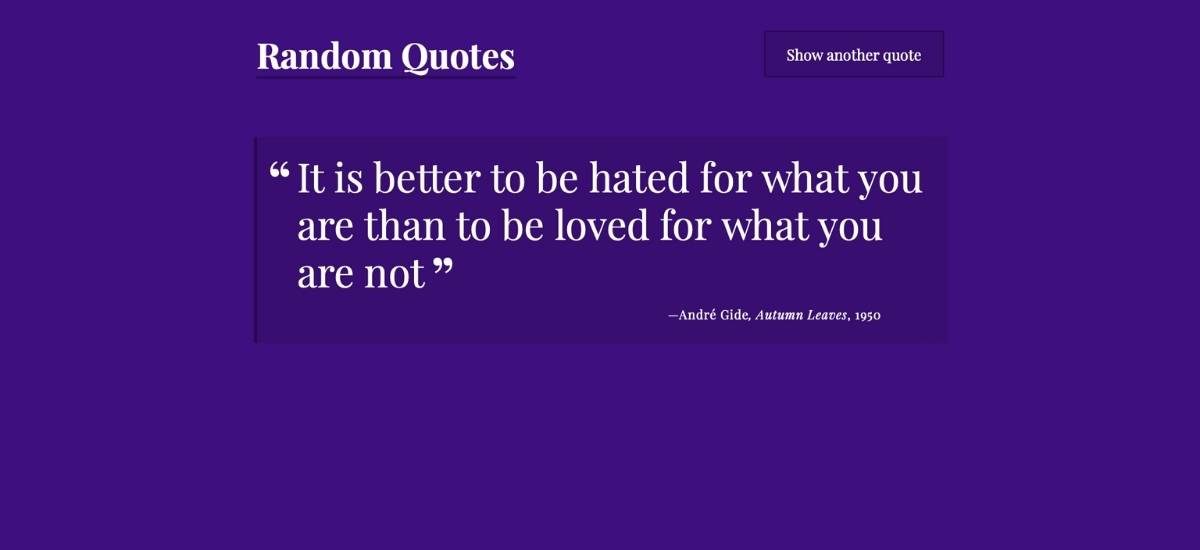 Random Quotes
Show another quote
“ It is better to be hated for what you
are than to be loved for what you
are not ”
—André Gide, Autumn Leaves, 1950